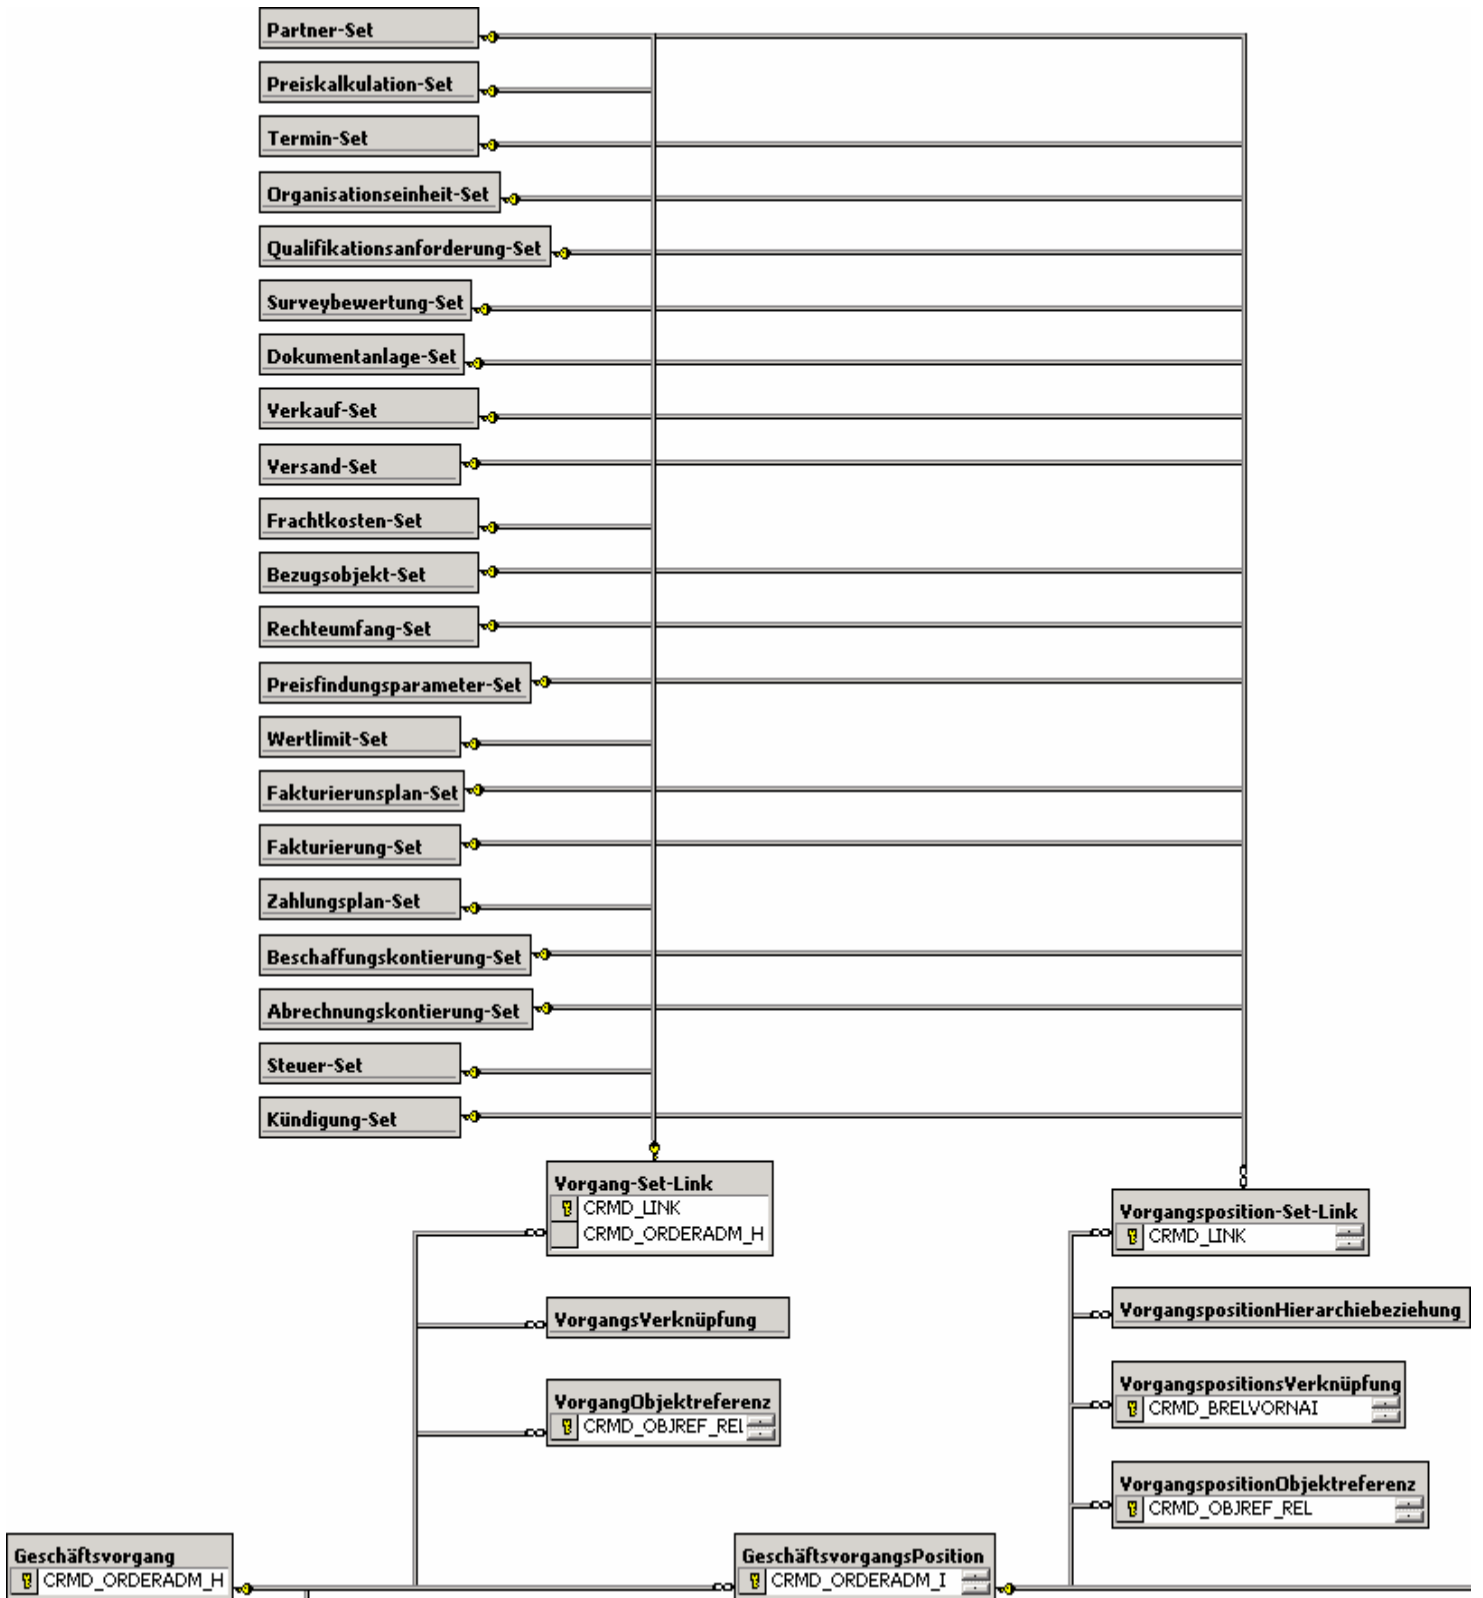 Partner-Set
Preiskalkulation-Set
Termin-Set
Organisationseinheit-Set
Qualifikationsanforderung-Set
Surveybewertung-Set
Dokumentanlage-Set
Verkauf-Set
Versand-Set
Frachtkosten-Set
Bezugsobjekt-Set
Rechteumfang-Set
Preisfindungsparameter-Set
Wertlimit-Set
Fakturierunsplan-Set
Fakturierung-Set
Zahlungsplan-Set
Beschaffungskontierung-Set
Abrechnungskontierung-Set
Steuer-Set
Kündigung-Set
Vorgang-Set-Link
CRMD_LINK
CRMD_ORDERADM_H
VorgangsVerknüpfung
VorgangObjektreferenz
CRMD_OBJREF_REL
Vorgangsposition-Set-Link
CRMD_LINK
VorgangspositionHierarchiebeziehung
VorgangspositionsVerknüpfung
CRMD_BRELVORNAI
VorgangspositionObjektreferenz
CRMD_OBJREF_REL
Geschäftsvorgang
CRMD_ORDERADM_H
GeschäftsvorgangsPosition
CRMD_ORDERADM_I